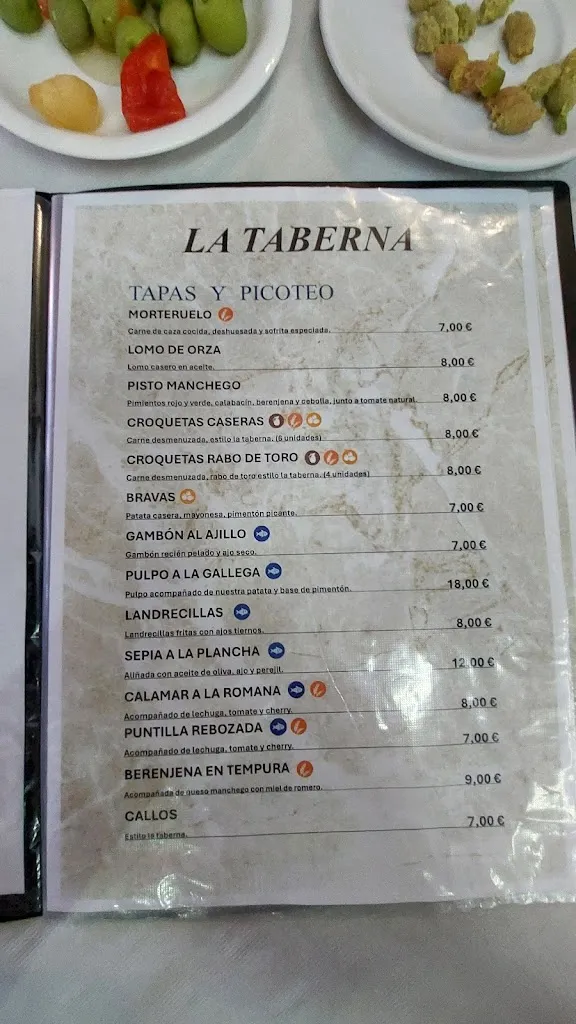 LA TABERNA
TAPAS Y PICOTEO
MORTERUELO
Carne de caza cocida, deshuesada y sofrita especiada. 7,00 €
LOMO DE ORZA
Lomo casero en aceite. 8,00 €
PISTO MANCHEGO
Pimientos rojo y verde, calabacín, berenjena y cebolla, junto a tomate natural. 8,00 €
CROQUETAS CASERAS
Carne desmenuzada, estilo la taberna. (6 unidades) 8,00 €
CROQUETAS RABO DE TORO
Carne desmenuzada, rabo de toro estilo la taberna. (4 unidades) 8,00 €
BRAVAS
Patata casera, mayonesa, pimentón picante. 7,00 €
GAMBÓN AL AJILLO
Gambón recién pelado y ajo seco. 7,00 €
PULPO A LA GALLEGA
Pulpo acompañado de nuestra patata y base de pimentón. 18,00 €
LANDRECILLAS
Landrecillas fritas con ajos tiernos. 8,00 €
SEPIA A LA PLANCHA
Aliñada con aceite de oliva, ajo y perejil. 12,00 €
CALAMAR A LA ROMANA
Acompañado de lechuga, tomate y cherry. 8,00 €
PUNTILLA REBOZADA
Acompañado de lechuga, tomate y cherry. 7,00 €
BERENJENA EN TEMPURA
Acompañada de queso manchego con miel de romero. 9,00 €
CALLOS
Estilo la taberna. 7,00 €